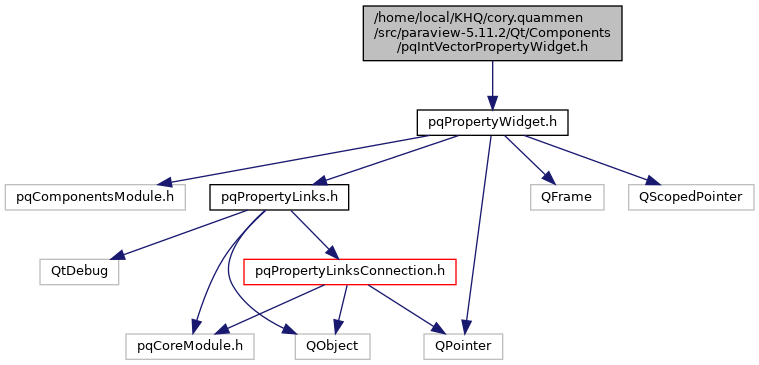 /home/local/KHQ/cory.quammen
/src/paraview-5.11.2/Qt/Components
/pqIntVectorPropertyWidget.h
pqPropertyWidget.h
pqComponentsModule.h
pqPropertyLinks.h
QFrame
QScopedPointer
QtDebug
pqPropertyLinksConnection.h
pqCoreModule.h
QObject
QPointer